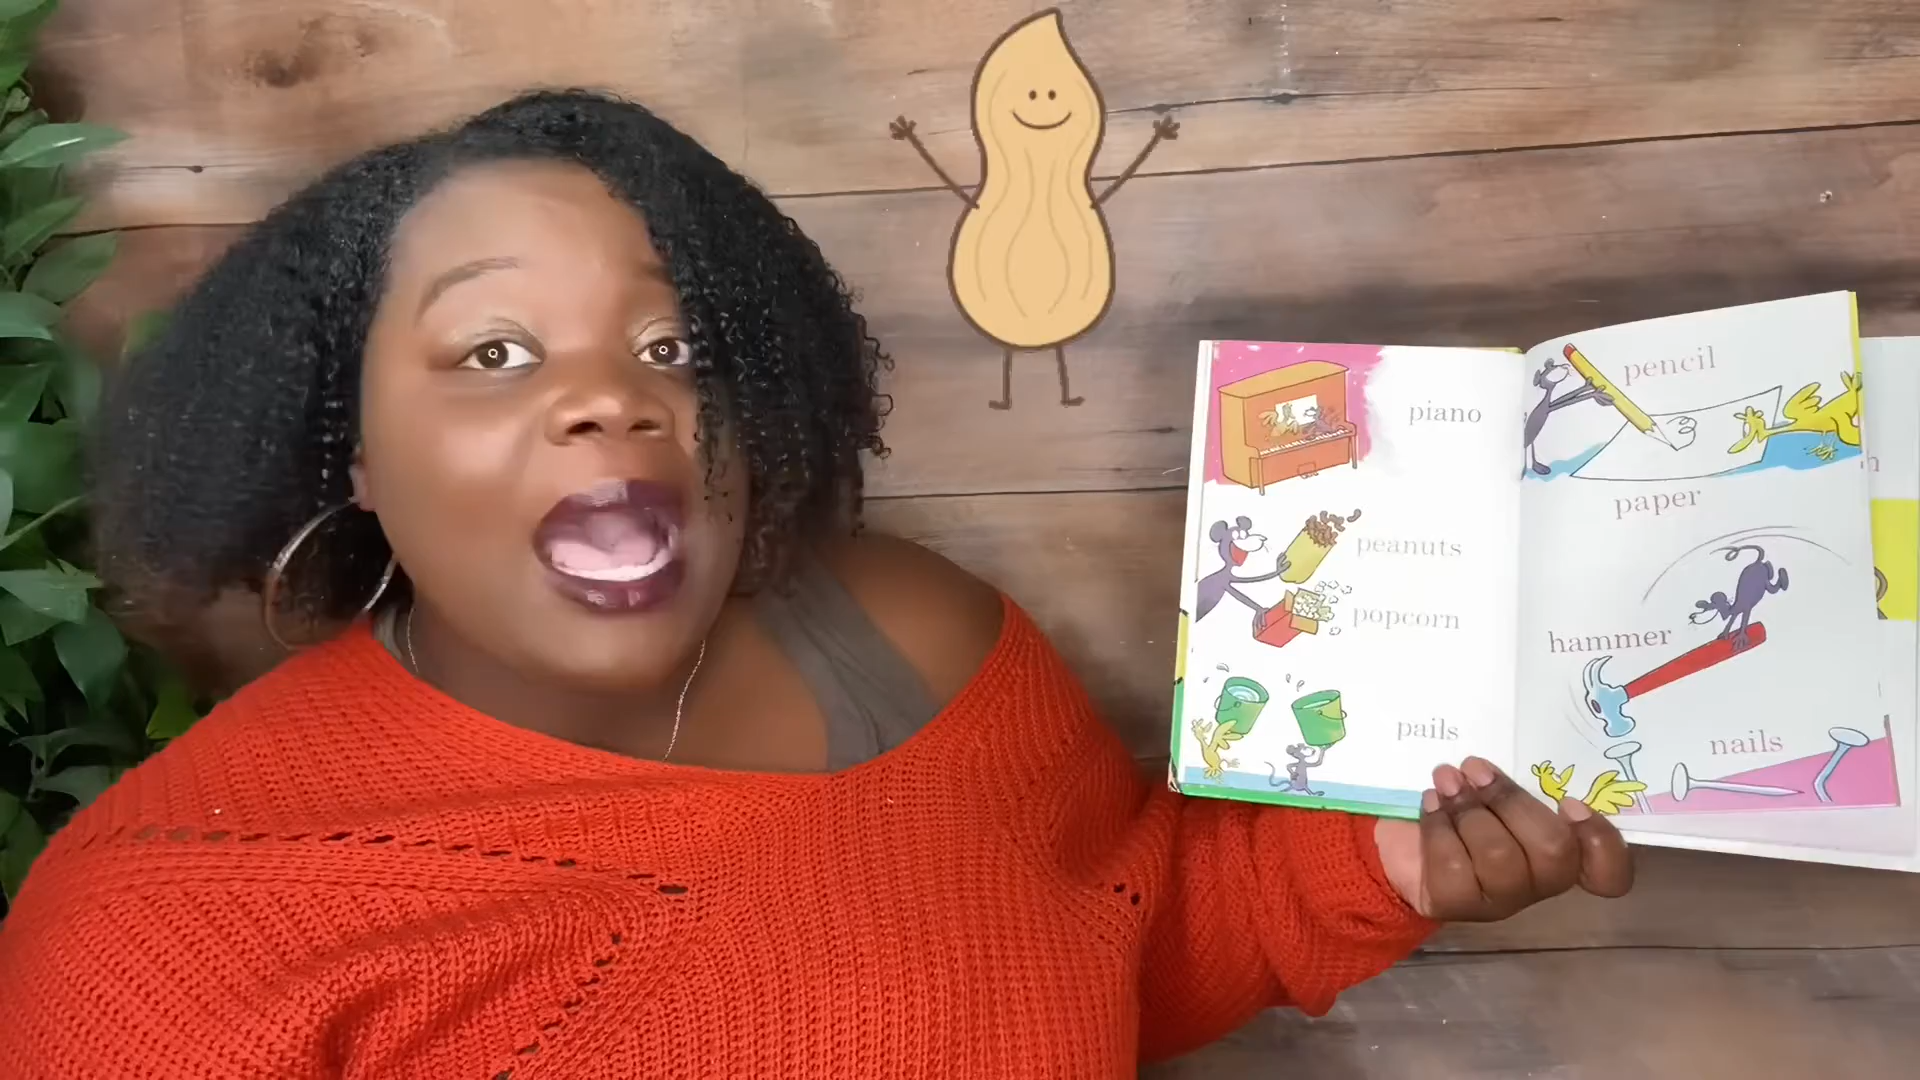 piano
peanuts
popcorn
pails
pencil
paper
hammer
nails